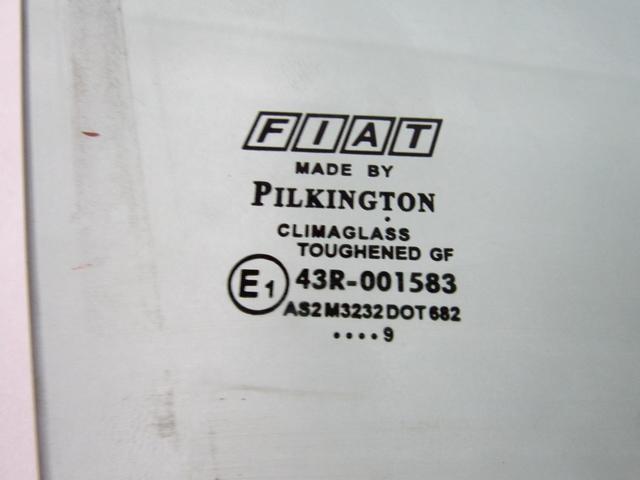 FIAT
MADE BY
PILKINGTON
CLIMAGLASS
TOUGHENED GF
E1 43R-001583
AS2 M3232 DOT 682
....9